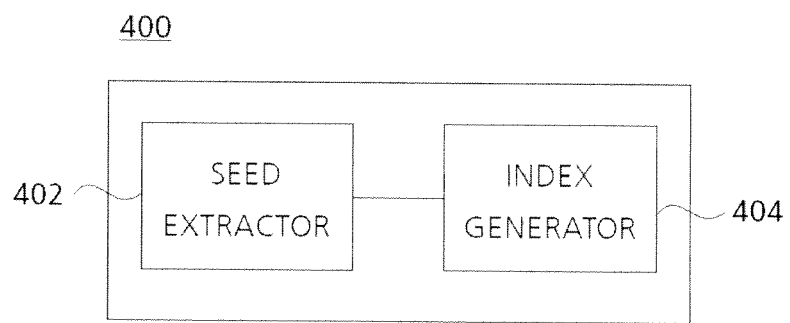 400
402
SEED
EXTRACTOR
INDEX
GENERATOR
404